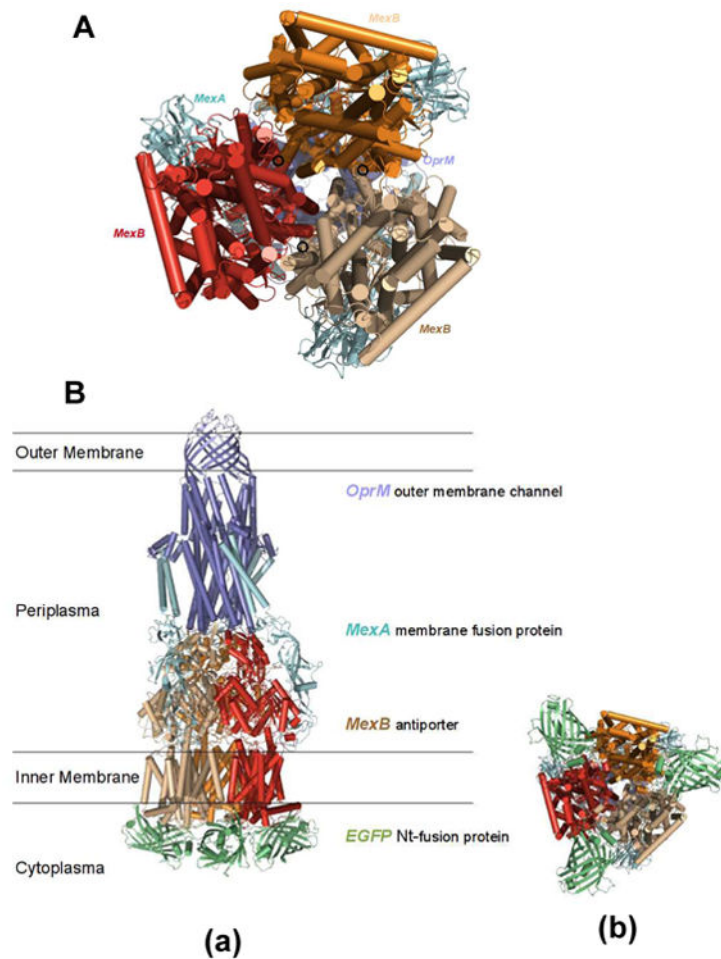 A
MexB
MexA
OprM
MexB
MexB
B
Outer Membrane
OprM outer membrane channel
Periplasma
MexA membrane fusion protein
MexB antiporter
Inner Membrane
EGFP Nt-fusion protein
Cytoplasma
(a)
(b)